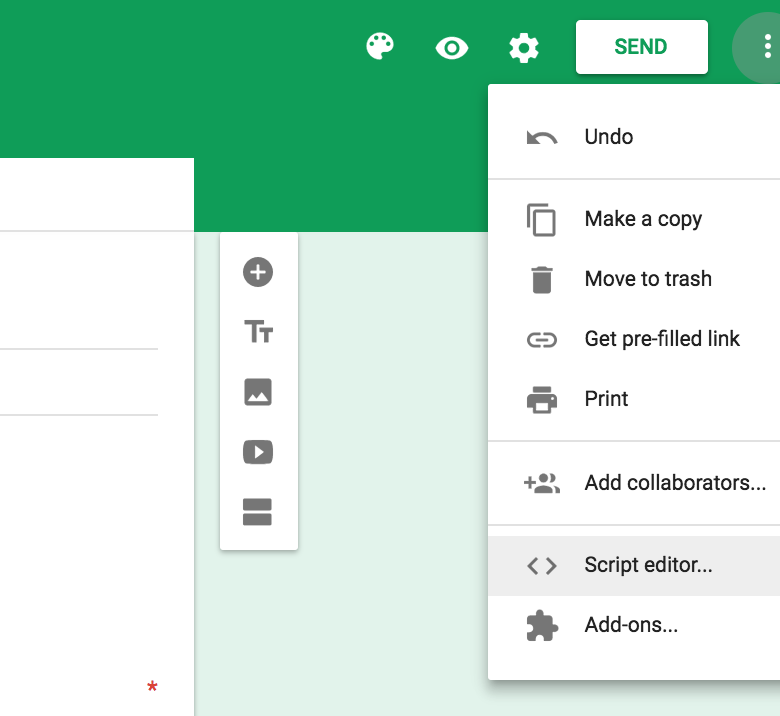 SEND
Undo
Make a copy
Move to trash
Get pre-filled link
Print
Add collaborators...
Script editor...
Add-ons...
*